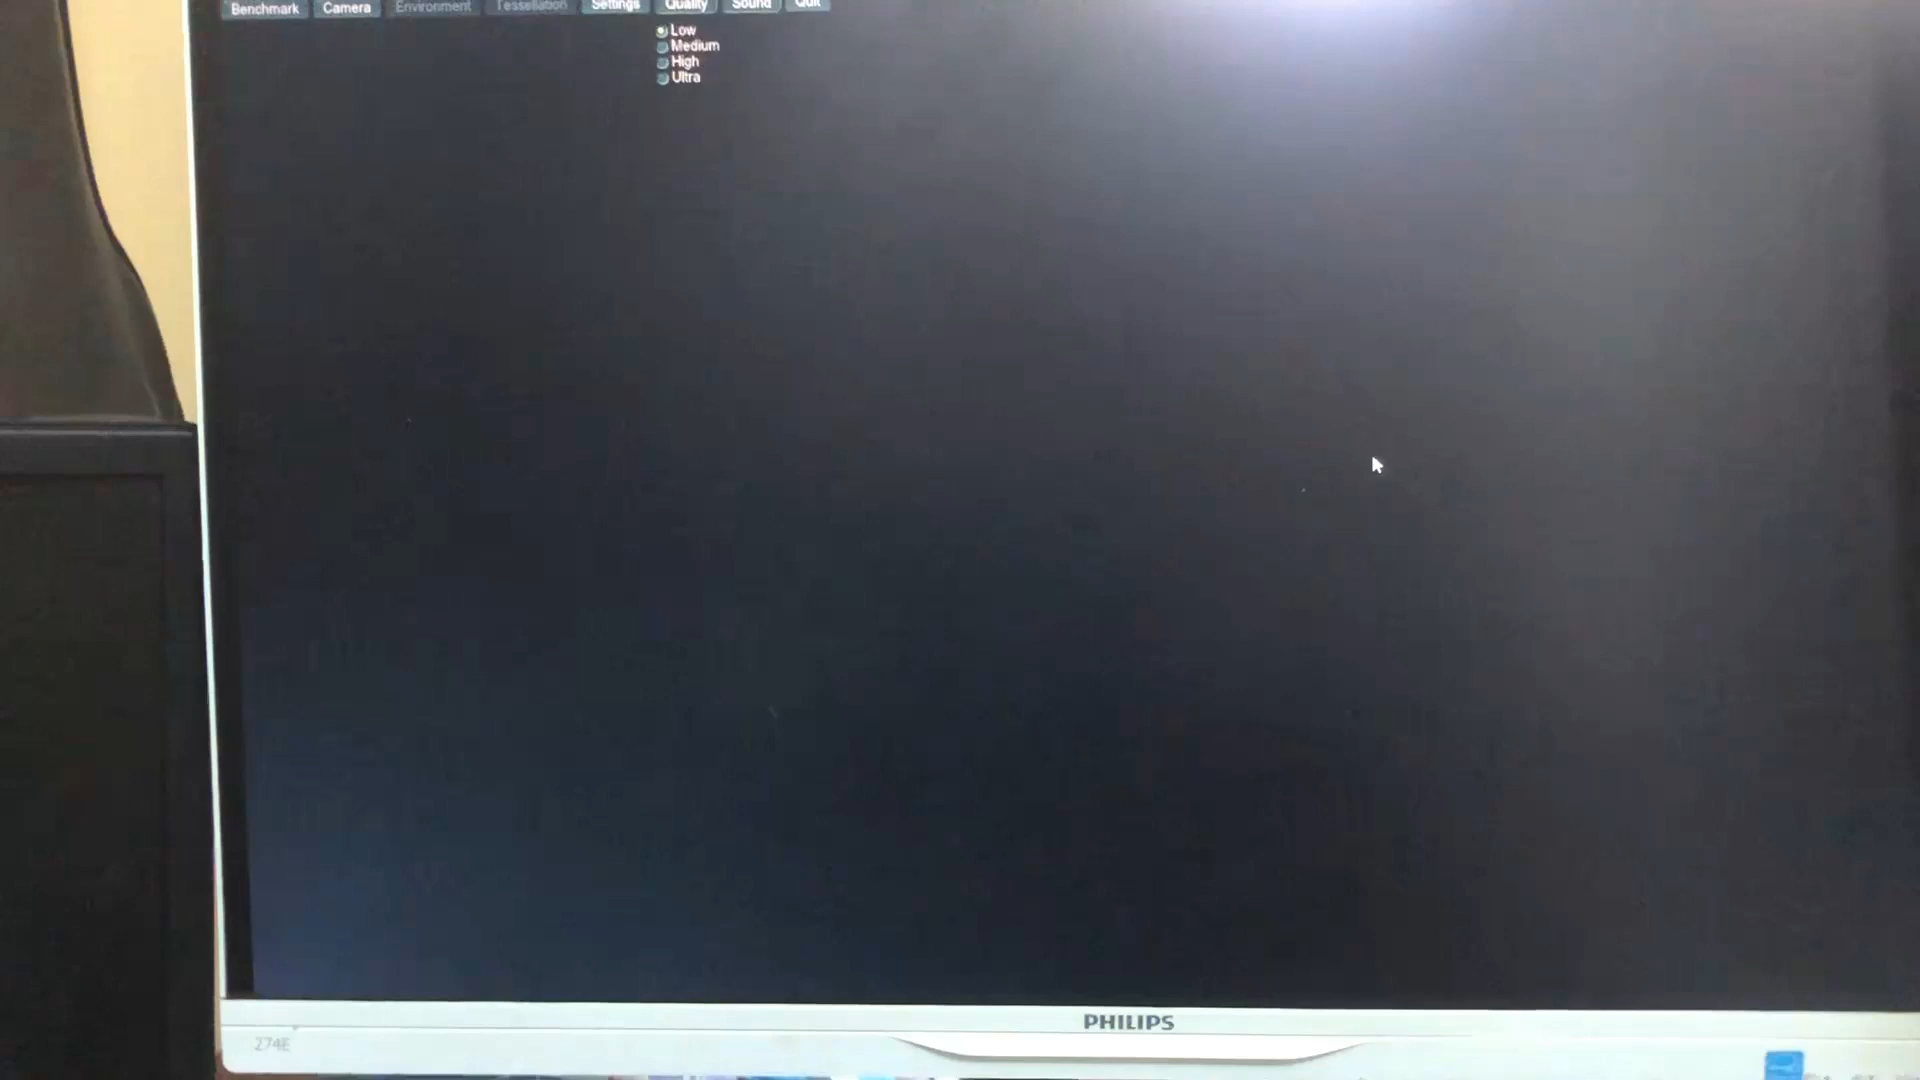 Benchmark Camera Environment Tessellation Settings Quality Sound Quit
Low
Medium
High
Ultra
PHILIPS
274E